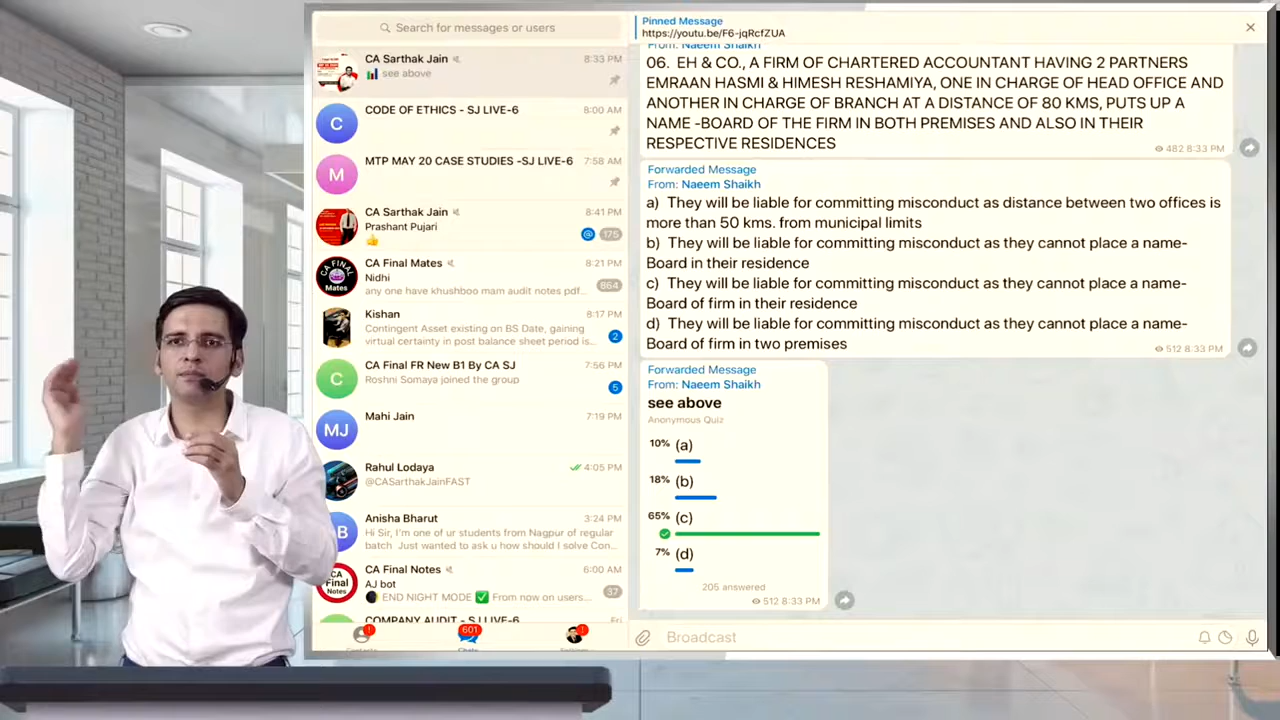 Search for messages or users
CA Sarthak Jain
8:33 PM
see above
C
CODE OF ETHICS - SJ LIVE-6
8:00 AM
M
MTP MAY 20 CASE STUDIES -SJ LIVE-6
7:58 AM
CA Sarthak Jain
8:41 PM
Prashant Pujari
👍
@
175
CA FINAL
Mates
CA Final Mates
8:21 PM
Nidhi
any one have khushboo mam audit notes pdf...
864
Kishan
8:17 PM
Contingent Asset existing on BS Date, gaining
virtual certainty in post balance sheet period is...
2
C
CA Final FR New B1 By CA SJ
7:56 PM
Roshni Somaya joined the group
5
MJ
Mahi Jain
7:19 PM
Rahul Lodaya
4:05 PM
@CASarthakJainFAST
B
Anisha Bharut
3:24 PM
Hi Sir, I'm one of ur students from Nagpur of regular
batch Just wanted to ask u how should I solve Con...
CA
Final
Notes
CA Final Notes
6:00 AM
AJ bot
🌘 END NIGHT MODE ✅ From now on users...
37
COMPANY AUDIT - SJ LIVE-6
Fri
!
601
!
Contacts
Chats
Settings
Pinned Message
https://youtu.be/F6-jqRcfZUA
From: Naeem Shaikh
06. EH & CO., A FIRM OF CHARTERED ACCOUNTANT HAVING 2 PARTNERS
EMRAAN HASMI & HIMESH RESHAMIYA, ONE IN CHARGE OF HEAD OFFICE AND
ANOTHER IN CHARGE OF BRANCH AT A DISTANCE OF 80 KMS, PUTS UP A
NAME -BOARD OF THE FIRM IN BOTH PREMISES AND ALSO IN THEIR
RESPECTIVE RESIDENCES
482 8:33 PM
Forwarded Message
From: Naeem Shaikh
a) They will be liable for committing misconduct as distance between two offices is
more than 50 kms. from municipal limits
b) They will be liable for committing misconduct as they cannot place a name-
Board in their residence
c) They will be liable for committing misconduct as they cannot place a name-
Board of firm in their residence
d) They will be liable for committing misconduct as they cannot place a name-
Board of firm in two premises
512 8:33 PM
Forwarded Message
From: Naeem Shaikh
see above
Anonymous Quiz
10% (a)
18% (b)
65% (c)
7% (d)
205 answered
512 8:33 PM
Broadcast